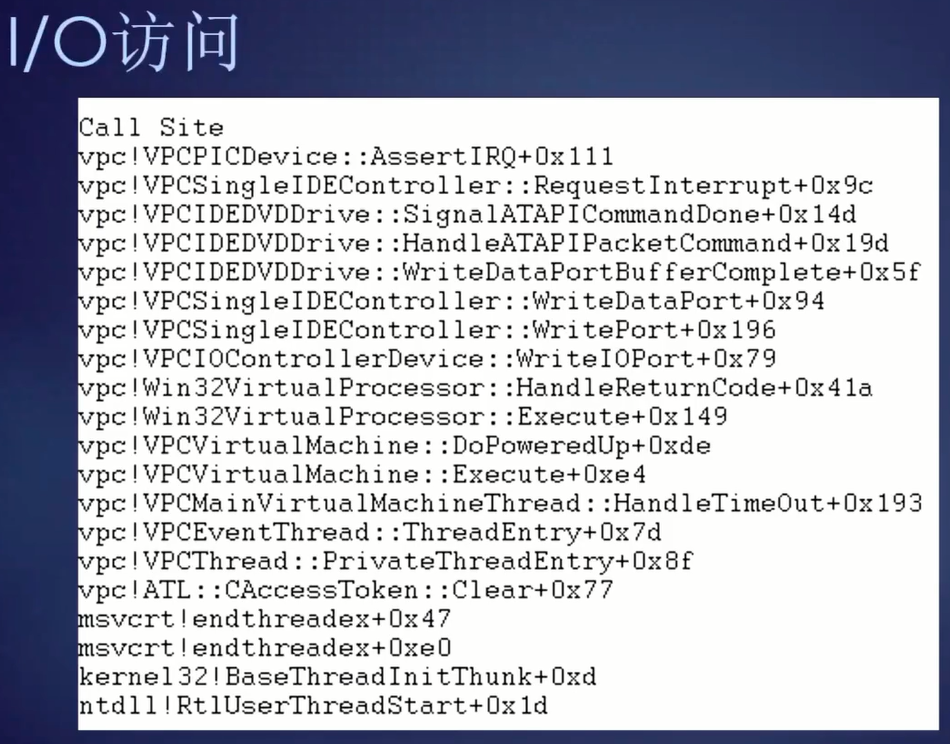 I/O访问
Call Site
vpc!VPCPICDevice::AssertIRQ+0x111
vpc!VPCSingleIDEController::RequestInterrupt+0x9c
vpc!VPCIDEDVDDrive::SignalATAPICommandDone+0x14d
vpc!VPCIDEDVDDrive::HandleATAPIPacketCommand+0x19d
vpc!VPCIDEDVDDrive::WriteDataPortBufferComplete+0x5f
vpc!VPCSingleIDEController::WriteDataPort+0x94
vpc!VPCSingleIDEController::WritePort+0x196
vpc!VPCIOControllerDevice::WriteIOPort+0x79
vpc!Win32VirtualProcessor::HandleReturnCode+0x41a
vpc!Win32VirtualProcessor::Execute+0x149
vpc!VPCVirtualMachine::DoPoweredUp+0xde
vpc!VPCVirtualMachine::Execute+0xe4
vpc!VPCMainVirtualMachineThread::HandleTimeOut+0x193
vpc!VPCEventThread::ThreadEntry+0x7d
vpc!VPCThread::PrivateThreadEntry+0x8f
vpc!ATL::CAccessToken::Clear+0x77
msvcrt!endthreadex+0x47
msvcrt!endthreadex+0xe0
kernel32!BaseThreadInitThunk+0xd
ntdll!RtlUserThreadStart+0x1d